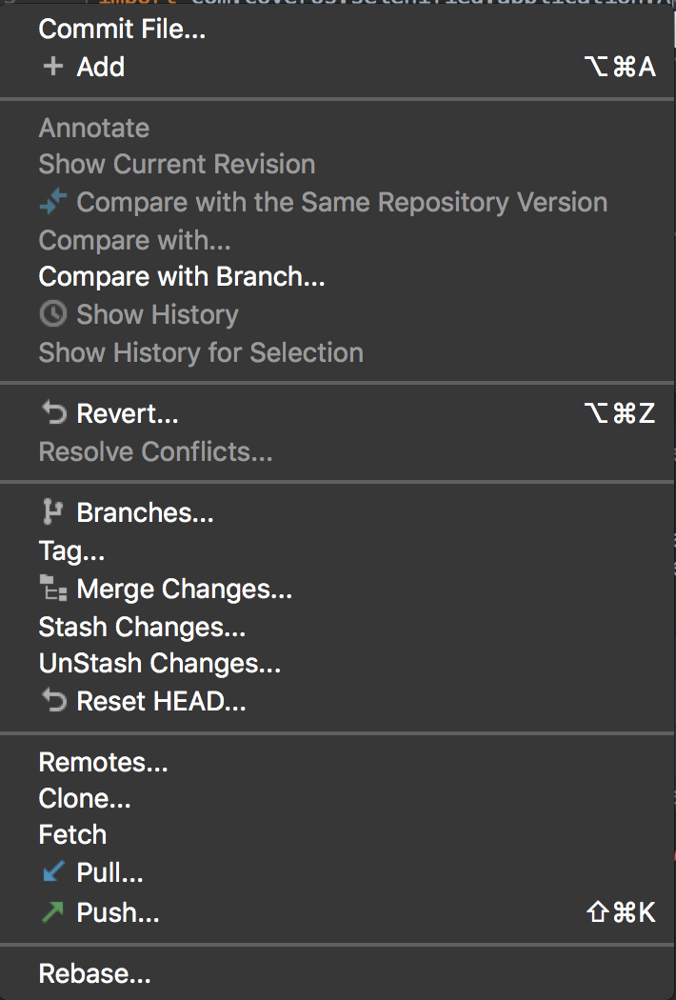 import com.coveros.selenified.application.A
Commit File...
Add ⌥⌘A
Annotate
Show Current Revision
Compare with the Same Repository Version
Compare with...
Compare with Branch...
Show History
Show History for Selection
Revert... ⌥⌘Z
Resolve Conflicts...
Branches...
Tag...
Merge Changes...
Stash Changes...
UnStash Changes...
Reset HEAD...
Remotes...
Clone...
Fetch
Pull...
Push... ⇧⌘K
Rebase...